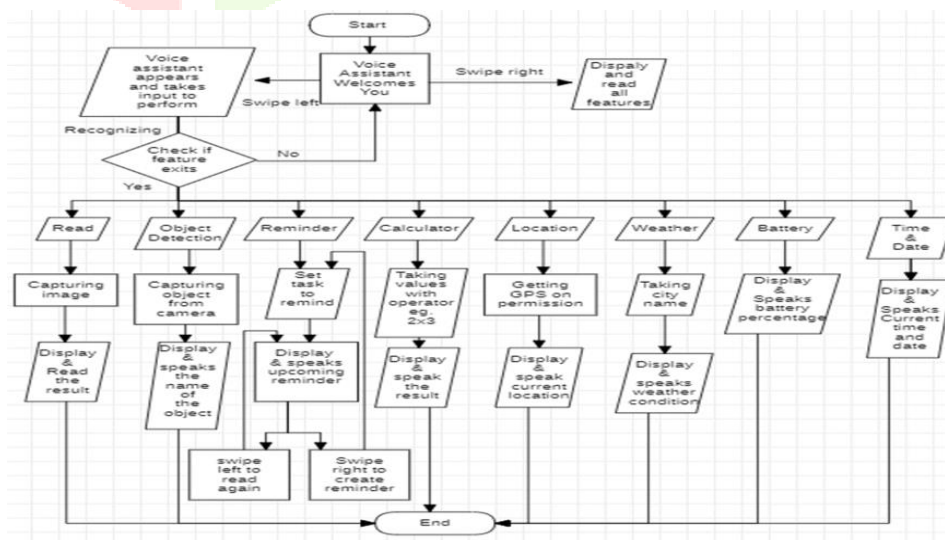 Start
Voice
Assistant
Welcomes
You
Swipe right
Dispaly
and
read
all
features
Voice
assistant
appears
and takes
input to
perform
Swipe left
Recognizing
Check if
feature
exits
No
Yes
Read
Object
Detection
Reminder
Calculator
Location
Weather
Battery
Time
&
Date
Capturing
image
Capturing
object
from
camera
Set
task
to
remind
Taking
values
with
operator
eg.
2x3
Getting
GPS on
permission
Taking
city
name
Display
&
Speaks
battery
percentage
Display
&
Speaks
Current
time
and
date
Display
&
Read
the
result
Display
&
speaks
the
name
of
the
object
Display
& speaks
upcoming
reminder
Display
&
speak
the
result
Display
&
speak
current
location
Display
&
speaks
weather
condition
swipe
left to
read
again
Swipe
right to
create
reminder
End